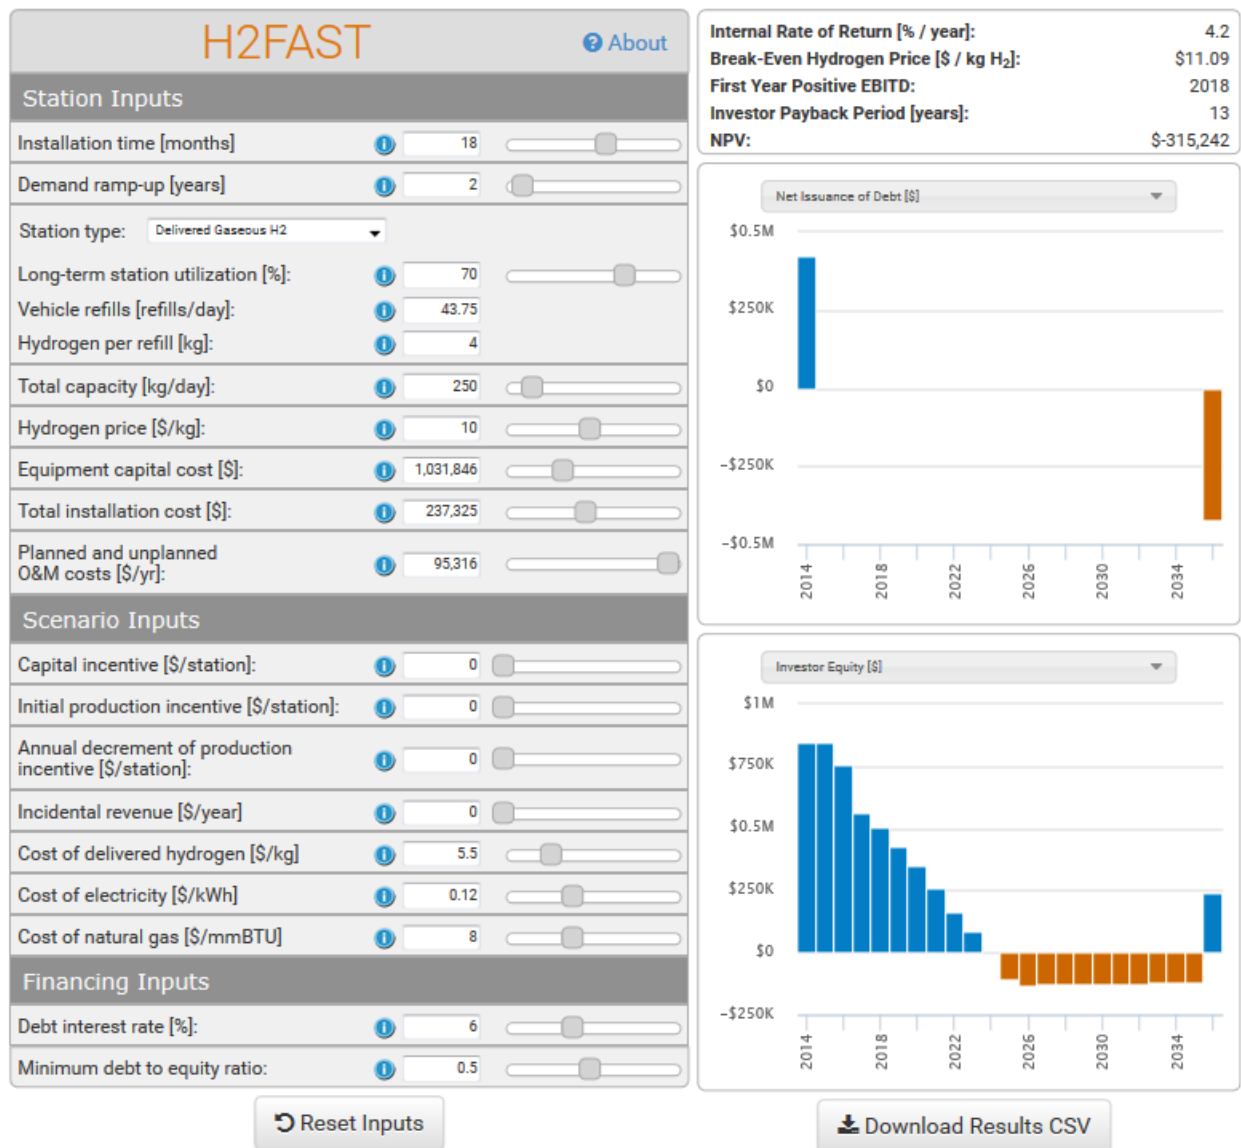 H2FAST
About
Station Inputs
Installation time [months]
18
Demand ramp-up [years]
2
Station type:
Delivered Gaseous H2
Long-term station utilization [%]:
70
Vehicle refills [refills/day]:
43.75
Hydrogen per refill [kg]:
4
Total capacity [kg/day]:
250
Hydrogen price [$/kg]:
10
Equipment capital cost [$]:
1,031,846
Total installation cost [$]:
237,325
Planned and unplanned
O&M costs [$/yr]:
95,316
Scenario Inputs
Capital incentive [$/station]:
0
Initial production incentive [$/station]:
0
Annual decrement of production
incentive [$/station]:
0
Incidental revenue [$/year]
0
Cost of delivered hydrogen [$/kg]
5.5
Cost of electricity [$/kWh]
0.12
Cost of natural gas [$/mmBTU]
8
Financing Inputs
Debt interest rate [%]:
6
Minimum debt to equity ratio:
0.5
Reset Inputs
Internal Rate of Return [% / year]:
4.2
Break-Even Hydrogen Price [$ / kg H₂]:
$11.09
First Year Positive EBITD:
2018
Investor Payback Period [years]:
13
NPV:
$-315,242
Net Issuance of Debt [$]
$0.5M
$250K
$0
−$250K
−$0.5M
2014
2018
2022
2026
2030
2034
Investor Equity [$]
$1M
$750K
$0.5M
$250K
$0
−$250K
2014
2018
2022
2026
2030
2034
Download Results CSV